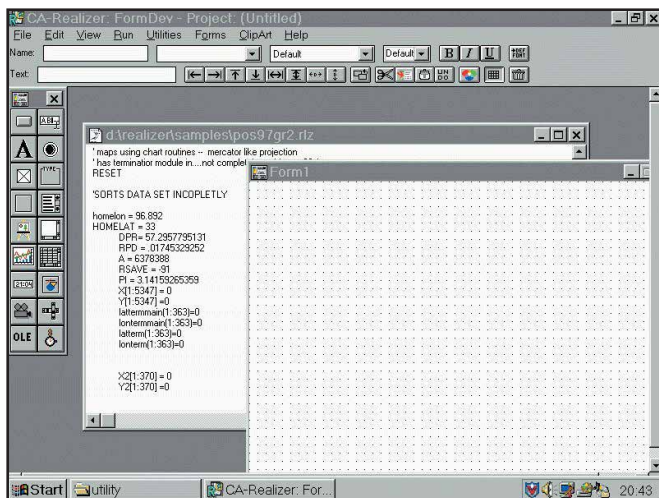 CA-Realizer: FormDev - Project: (Untitled)
File Edit View Run Utilities Forms ClipArt Help
Name: Default Default B I U
Text: UN DO
d:\realizer\samples\pos97gr2.rlz
' maps using chart routines -- mercator like projection
' has terminatior module in....not complet
RESET
'SORTS DATA SET INCOPLETLY
homelon = 96.892
HOMELAT = 33
DPR= 57.2957795131
RPD = .01745329252
A = 6378388
RSAVE = -91
PI = 3.14159265359
X[1:5347] = 0
Y[1:5347] =0
lattermmain(1:363)=0
lontermmain(1:363)=0
latterm(1:363)=0
lonterm(1:363)=0
X2[1:370] = 0
Y2[1:370] =0
Form1
A
TYPE
OLE
Start utility CA-Realizer: For... 20:43